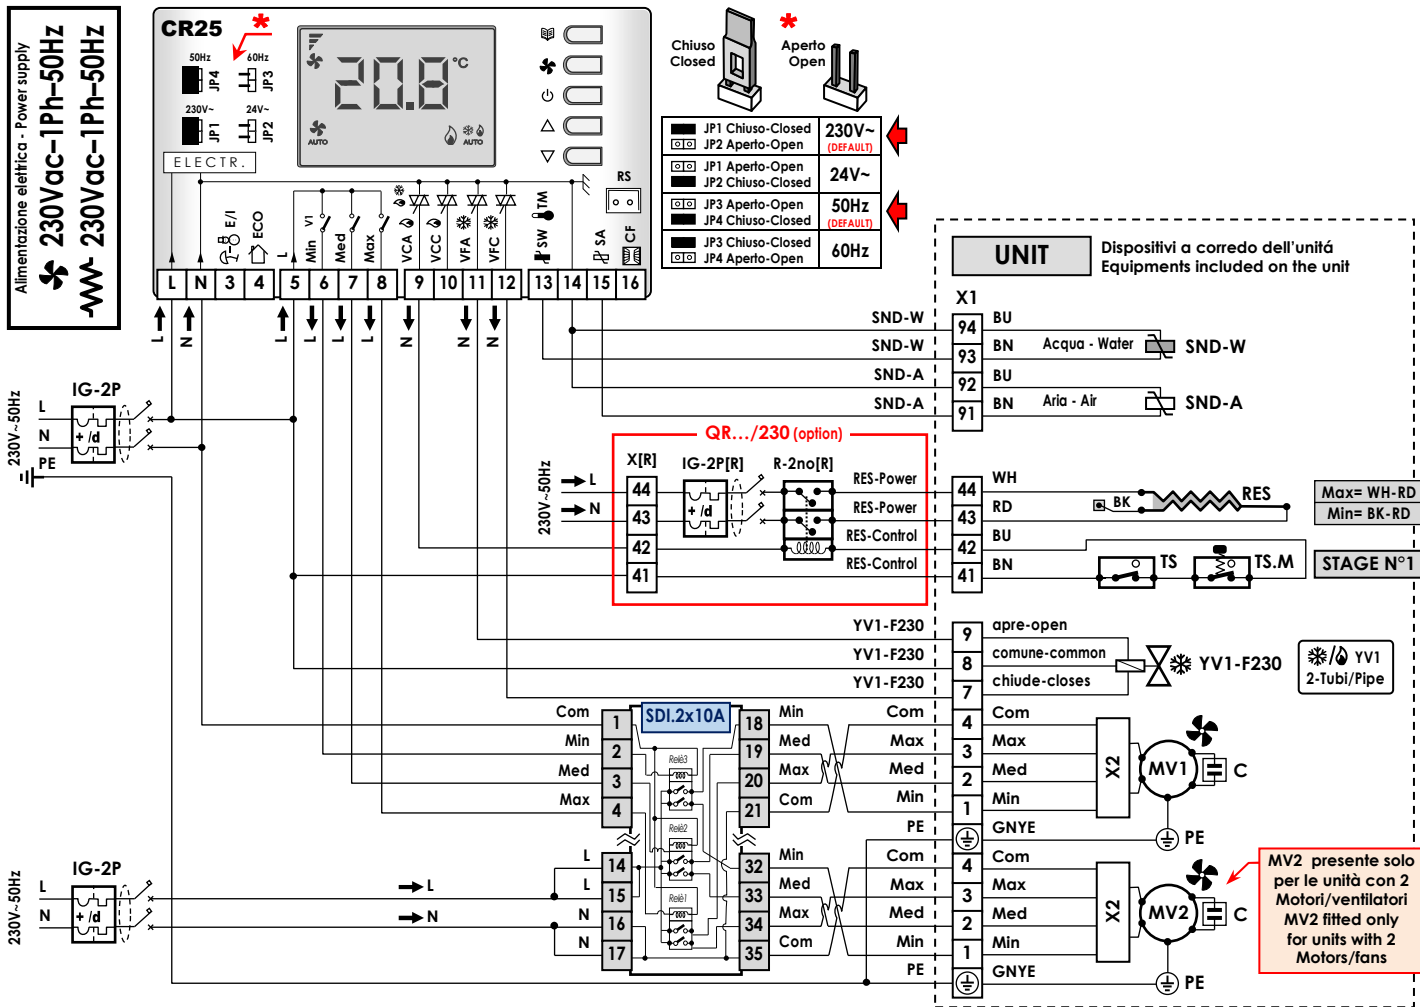 Alimentazione elettrica - Power supply
230Vac-1Ph-50Hz
230Vac-1Ph-50Hz
CR25
*
50Hz
JP4
60Hz
JP3
230V~
JP1
24V~
JP2
ELECTR.
20.8 °C
AUTO
AUTO
RS
Chiuso
Closed
*
Aperto
Open
JP1 Chiuso-Closed
JP2 Aperto-Open
230V~
(DEFAULT)
JP1 Aperto-Open
JP2 Chiuso-Closed
24V~
JP3 Aperto-Open
JP4 Chiuso-Closed
50Hz
(DEFAULT)
JP3 Chiuso-Closed
JP4 Aperto-Open
60Hz
E/I
ECO
L
Min
V1
Med
Max
VCA
VCC
VFA
VFC
SW
TM
SA
CF
L N 3 4 5 6 7 8 9 10 11 12 13 14 15 16
L N L L L L N N N
UNIT
Dispositivi a corredo dell'unitá
Equipments included on the unit
X1
SND-W 94 BU
SND-W 93 BN
Acqua - Water
SND-W
SND-A 92 BU
SND-A 91 BN
Aria - Air
SND-A
IG-2P
230V~50Hz
L
N
PE
+ /d
QR.../230 (option)
X[R]
IG-2P[R]
R-2no[R]
230V~50Hz
L
N
+ /d
44 RES-Power 44 WH
43 RES-Power 43 RD
42 RES-Control 42 BU
41 RES-Control 41 BN
BK
RES
Max= WH-RD
Min= BK-RD
TS
TS.M
STAGE N°1
YV1-F230 9 apre-open
YV1-F230 8 comune-common
YV1-F230 7 chiude-closes
YV1-F230
/ YV1
2-Tubi/Pipe
SDI.2x10A
Com 1
Min 2
Med 3
Max 4
Relè3
Relè2
Relè1
18 Min
19 Med
20 Max
21 Com
Com 4 Com
Max 3 Max
Med 2 Med
Min 1 Min
PE GNYE
X2
MV1
C
PE
IG-2P
230V~50Hz
L
N
+ /d
L
N
L 14
L 15
N 16
N 17
32 Min
33 Med
34 Max
35 Com
Com 4 Com
Max 3 Max
Med 2 Med
Min 1 Min
PE GNYE
X2
MV2
C
PE
MV2 presente solo
per le unità con 2
Motori/ventilatori
MV2 fitted only
for units with 2
Motors/fans